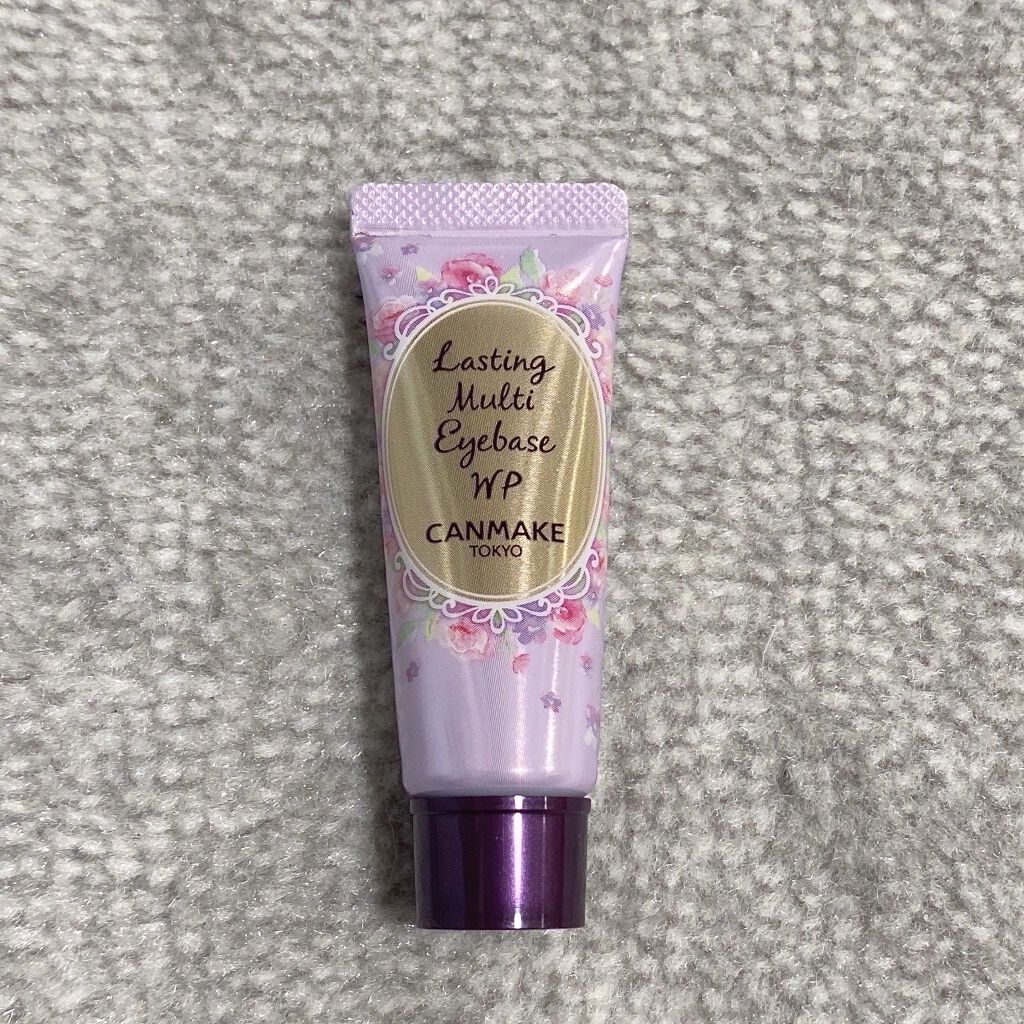 Lasting
Multi
Eyebase
WP
CANMAKE
TOKYO